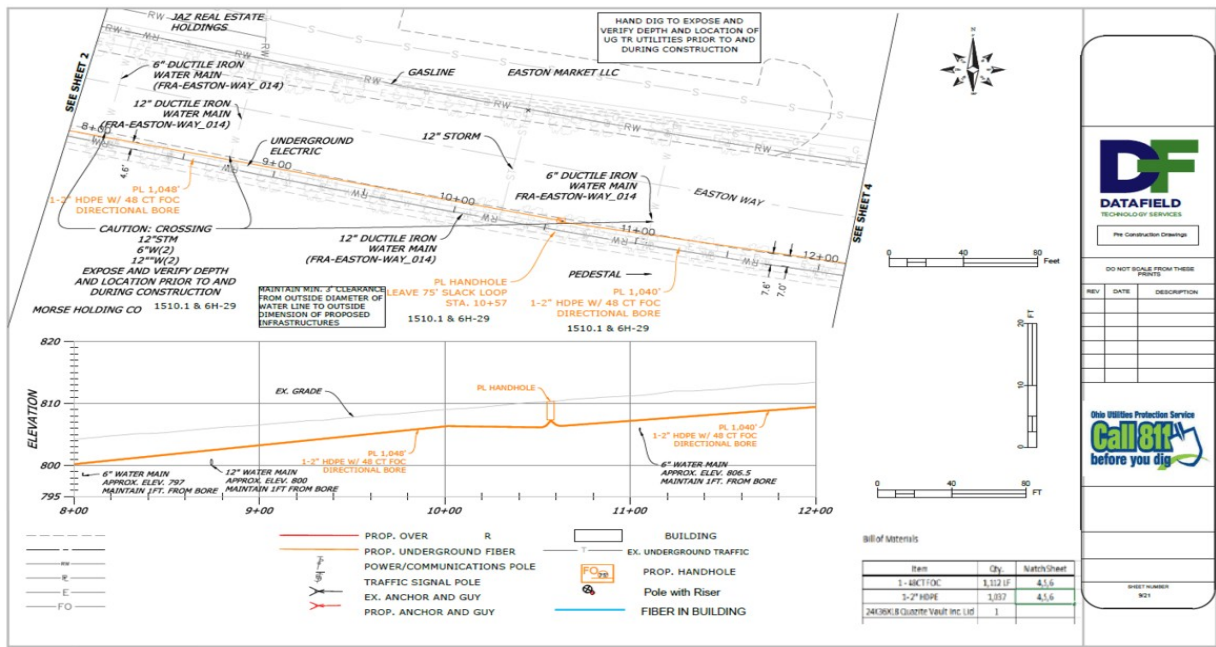 JAZ REAL ESTATE
HOLDINGS
HAND DIG TO EXPOSE AND
VERIFY DEPTH AND LOCATION OF
UG TR UTILITIES PRIOR TO AND
DURING CONSTRUCTION
SEE SHEET 2
6" DUCTILE IRON
WATER MAIN
(FRA-EASTON-WAY_014)
GASLINE
EASTON MARKET LLC
12" DUCTILE IRON
WATER MAIN
(FRA-EASTON-WAY_014)
UNDERGROUND
ELECTRIC
12" STORM
6" DUCTILE IRON
WATER MAIN
FRA-EASTON-WAY_014
EASTON WAY
SEE SHEET 4
8+00
9+00
10+00
11+00
12+00
4.6'
PL 1,048'
1-2" HDPE W/ 48 CT FOC
DIRECTIONAL BORE
CAUTION: CROSSING
12"STM
6"W(2)
12""W(2)
EXPOSE AND VERIFY DEPTH
AND LOCATION PRIOR TO AND
DURING CONSTRUCTION
MORSE HOLDING CO
1510.1 & 6H-29
12" DUCTILE IRON
WATER MAIN
(FRA-EASTON-WAY_014)
MAINTAIN MIN. 3' CLEARANCE
FROM OUTSIDE DIAMETER OF
WATER LINE TO OUTSIDE
DIMENSION OF PROPOSED
INFRASTRUCTURES
PL HANDHOLE
LEAVE 75' SLACK LOOP
STA. 10+57
1510.1 & 6H-29
PEDESTAL
PL 1,040'
1-2" HDPE W/ 48 CT FOC
DIRECTIONAL BORE
1510.1 & 6H-29
7.6'
7.0'
N
0 40 80
Feet
20
10
0
FT
0 40 80
FT
ELEVATION
820
810
800
795
EX. GRADE
PL HANDHOLE
PL 1,048'
1-2" HDPE W/ 48 CT FOC
DIRECTIONAL BORE
PL 1,040'
1-2" HDPE W/ 48 CT FOC
DIRECTIONAL BORE
6" WATER MAIN
APPROX. ELEV. 797
MAINTAIN 1FT. FROM BORE
12" WATER MAIN
APPROX. ELEV. 800
MAINTAIN 1FT FROM BORE
6" WATER MAIN
APPROX. ELEV. 806.5
MAINTAIN 1FT. FROM BORE
8+00 9+00 10+00 11+00 12+00
RW
E
FO
PROP. OVER R
PROP. UNDERGROUND FIBER
POWER/COMMUNICATIONS POLE
TRAFFIC SIGNAL POLE
EX. ANCHOR AND GUY
PROP. ANCHOR AND GUY
BUILDING
T EX. UNDERGROUND TRAFFIC
FO PROP. HANDHOLE
Pole with Riser
FIBER IN BUILDING
Bill of Materials
Item Qty. Natch Sheet
1 - 48CT FOC 1,112 LF 4,5,6
1-2" HDPE 1,037 4,5,6
24X36X18 Quazite Vault Inc. Lid 1
DF
DATAFIELD
TECHNOLOGY SERVICES
Pre Construction Drawings
DO NOT SCALE FROM THESE
PRINTS
REV DATE DESCRIPTION
Ohio Utilities Protection Service
Call 811
before you dig
SHEET NUMBER
9/21